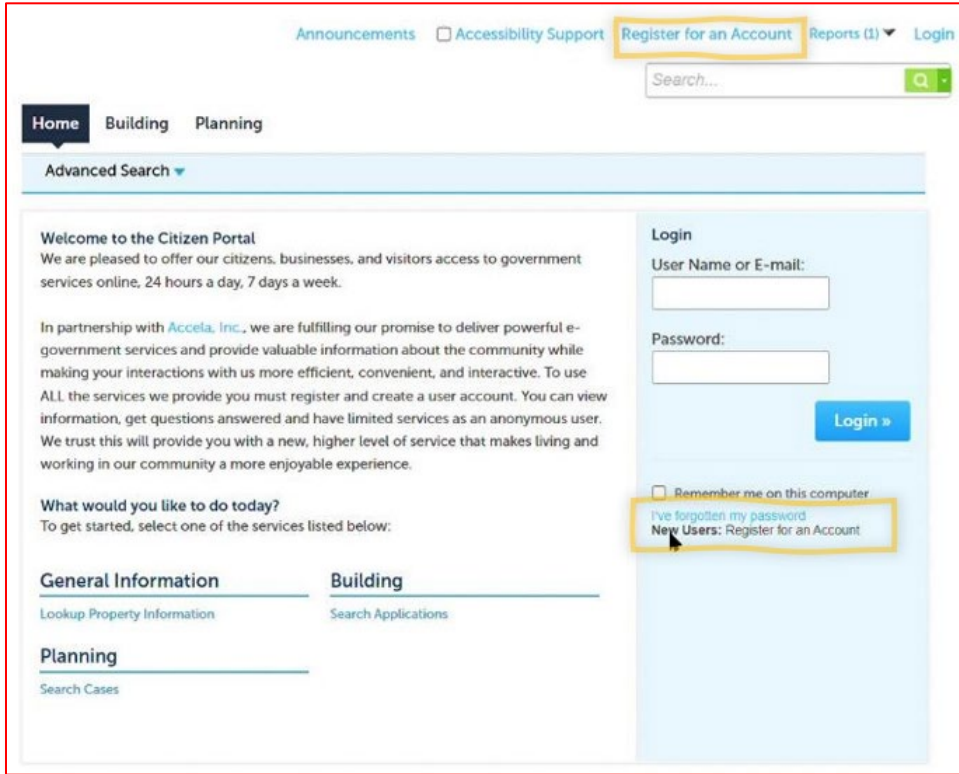 Announcements Accessibility Support Register for an Account Reports (1) Login
Search...
Home Building Planning
Advanced Search
Welcome to the Citizen Portal
We are pleased to offer our citizens, businesses, and visitors access to government
services online, 24 hours a day, 7 days a week.
In partnership with Accela, Inc., we are fulfilling our promise to deliver powerful e-
government services and provide valuable information about the community while
making your interactions with us more efficient, convenient, and interactive. To use
ALL the services we provide you must register and create a user account. You can view
information, get questions answered and have limited services as an anonymous user.
We trust this will provide you with a new, higher level of service that makes living and
working in our community a more enjoyable experience.
What would you like to do today?
To get started, select one of the services listed below:
General Information
Lookup Property Information
Building
Search Applications
Planning
Search Cases
Login
User Name or E-mail:
Password:
Login »
Remember me on this computer
I've forgotten my password
New Users: Register for an Account